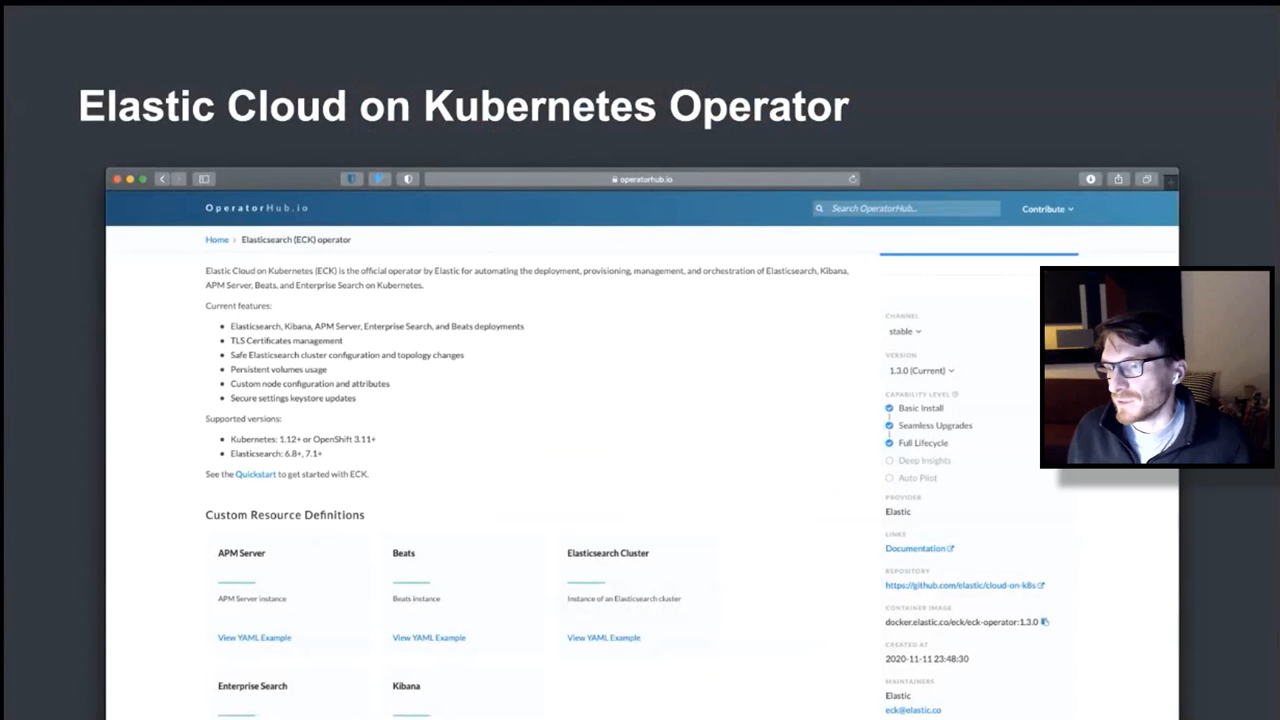 Elastic Cloud on Kubernetes Operator
operatorhub.io
OperatorHub.io
Search OperatorHub...
Contribute
Home › Elasticsearch (ECK) operator
Elastic Cloud on Kubernetes (ECK) is the official operator by Elastic for automating the deployment, provisioning, management, and orchestration of Elasticsearch, Kibana,
APM Server, Beats, and Enterprise Search on Kubernetes.
Current features:
• Elasticsearch, Kibana, APM Server, Enterprise Search, and Beats deployments
• TLS Certificates management
• Safe Elasticsearch cluster configuration and topology changes
• Persistent volumes usage
• Custom node configuration and attributes
• Secure settings keystore updates
Supported versions:
• Kubernetes: 1.12+ or OpenShift 3.11+
• Elasticsearch: 6.8+, 7.1+
See the Quickstart to get started with ECK.
Custom Resource Definitions
APM Server
APM Server instance
View YAML Example
Beats
Beats instance
View YAML Example
Elasticsearch Cluster
Instance of an Elasticsearch cluster
View YAML Example
Enterprise Search
Kibana
CHANNEL
stable
VERSION
1.3.0 (Current)
CAPABILITY LEVEL
Basic Install
Seamless Upgrades
Full Lifecycle
Deep Insights
Auto Pilot
PROVIDER
Elastic
LINKS
Documentation
REPOSITORY
https://github.com/elastic/cloud-on-k8s
CONTAINER IMAGE
docker.elastic.co/eck/eck-operator:1.3.0
CREATED AT
2020-11-11 23:48:30
MAINTAINERS
Elastic
eck@elastic.co